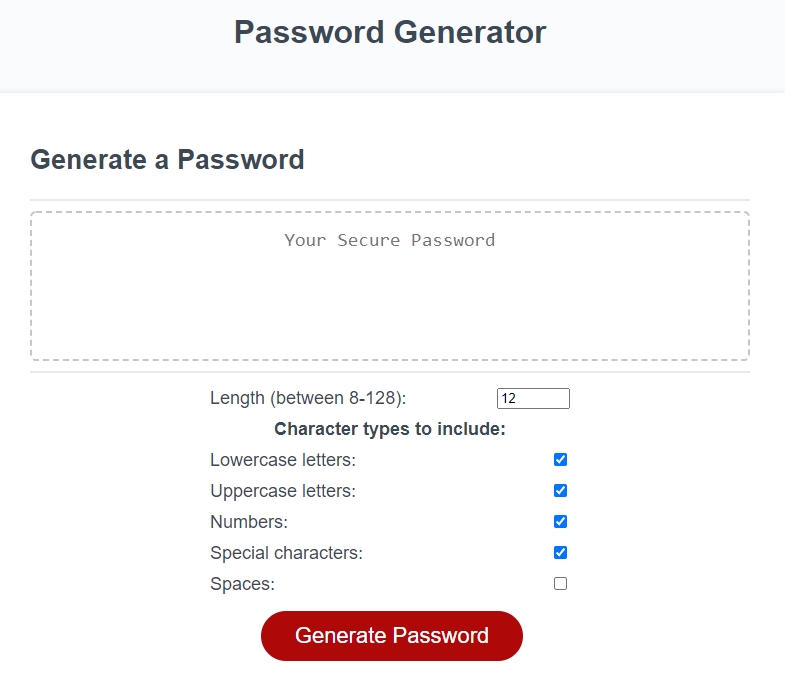 Password Generator
Generate a Password
Your Secure Password
Length (between 8-128): 12
Character types to include:
Lowercase letters:
Uppercase letters:
Numbers:
Special characters:
Spaces:
Generate Password